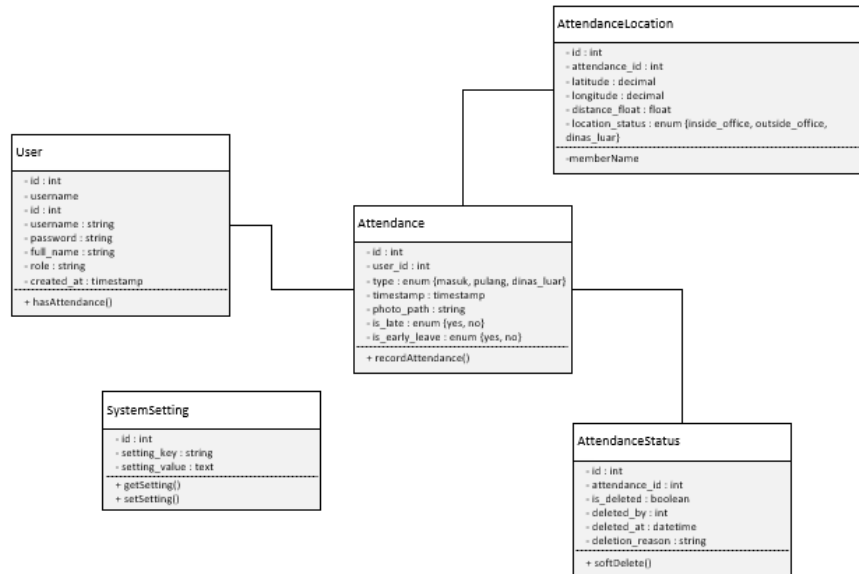 AttendanceLocation
- id : int
- attendance_id : int
- latitude : decimal
- longitude : decimal
- distance_float : float
- location_status : enum {inside_office, outside_office,
dinas_luar}
-memberName
User
- id : int
- username
- id : int
- username : string
- password : string
- full_name : string
- role : string
- created_at : timestamp
+ hasAttendance()
Attendance
- id : int
- user_id : int
- type : enum {masuk, pulang, dinas_luar}
- timestamp : timestamp
- photo_path : string
- is_late : enum {yes, no}
- is_early_leave : enum {yes, no}
+ recordAttendance()
SystemSetting
- id : int
- setting_key : string
- setting_value : text
+ getSetting()
+ setSetting()
AttendanceStatus
- id : int
- attendance_id : int
- is_deleted : boolean
- deleted_by : int
- deleted_at : datetime
- deletion_reason : string
+ softDelete()